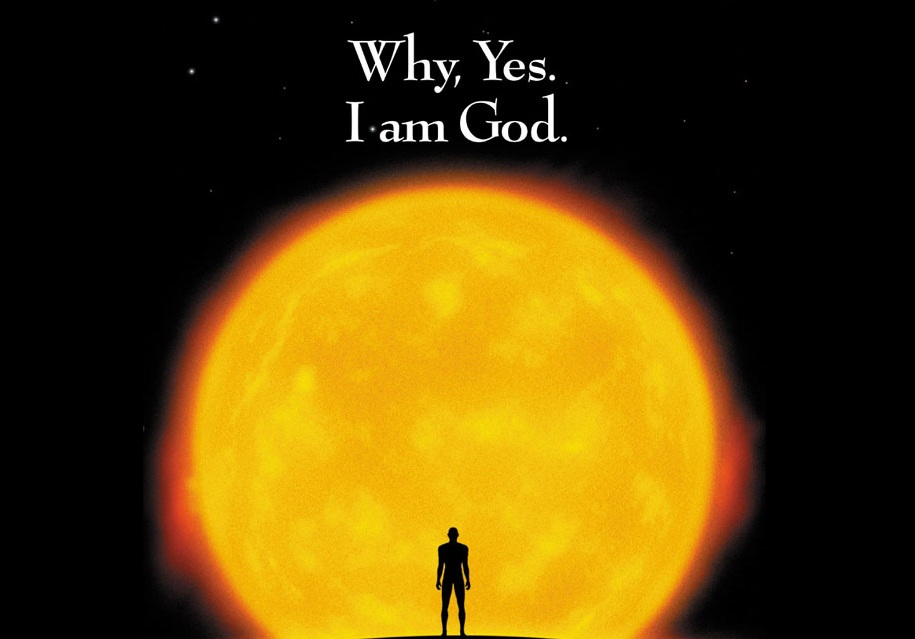 Why, Yes.
I am God.